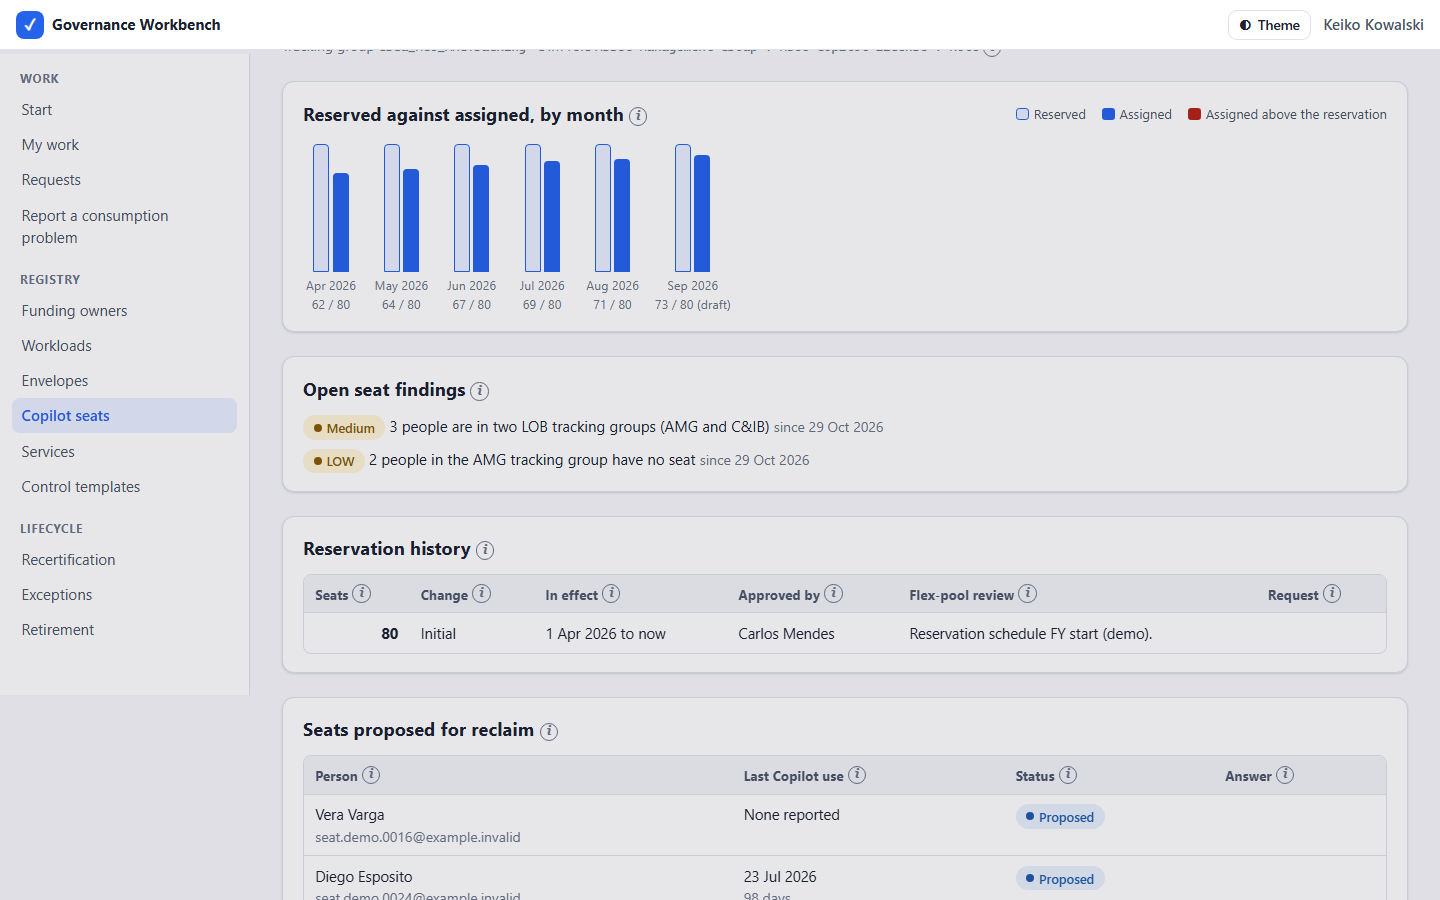 Governance Workbench
Theme
Keiko Kowalski
WORK
Start
My work
Requests
Report a consumption
problem
REGISTRY
Funding owners
Workloads
Envelopes
Copilot seats
Services
Control templates
LIFECYCLE
Recertification
Exceptions
Retirement
Reserved against assigned, by month
Reserved
Assigned
Assigned above the reservation
Apr 2026
62 / 80
May 2026
64 / 80
Jun 2026
67 / 80
Jul 2026
69 / 80
Aug 2026
71 / 80
Sep 2026
73 / 80 (draft)
Open seat findings
Medium 3 people are in two LOB tracking groups (AMG and C&IB) since 29 Oct 2026
LOW 2 people in the AMG tracking group have no seat since 29 Oct 2026
Reservation history
Seats Change In effect Approved by Flex-pool review Request
80 Initial 1 Apr 2026 to now Carlos Mendes Reservation schedule FY start (demo).
Seats proposed for reclaim
Person Last Copilot use Status Answer
Vera Varga None reported Proposed
seat.demo.0016@example.invalid
Diego Esposito 23 Jul 2026 Proposed
seat.demo.0024@example.invalid 98 days